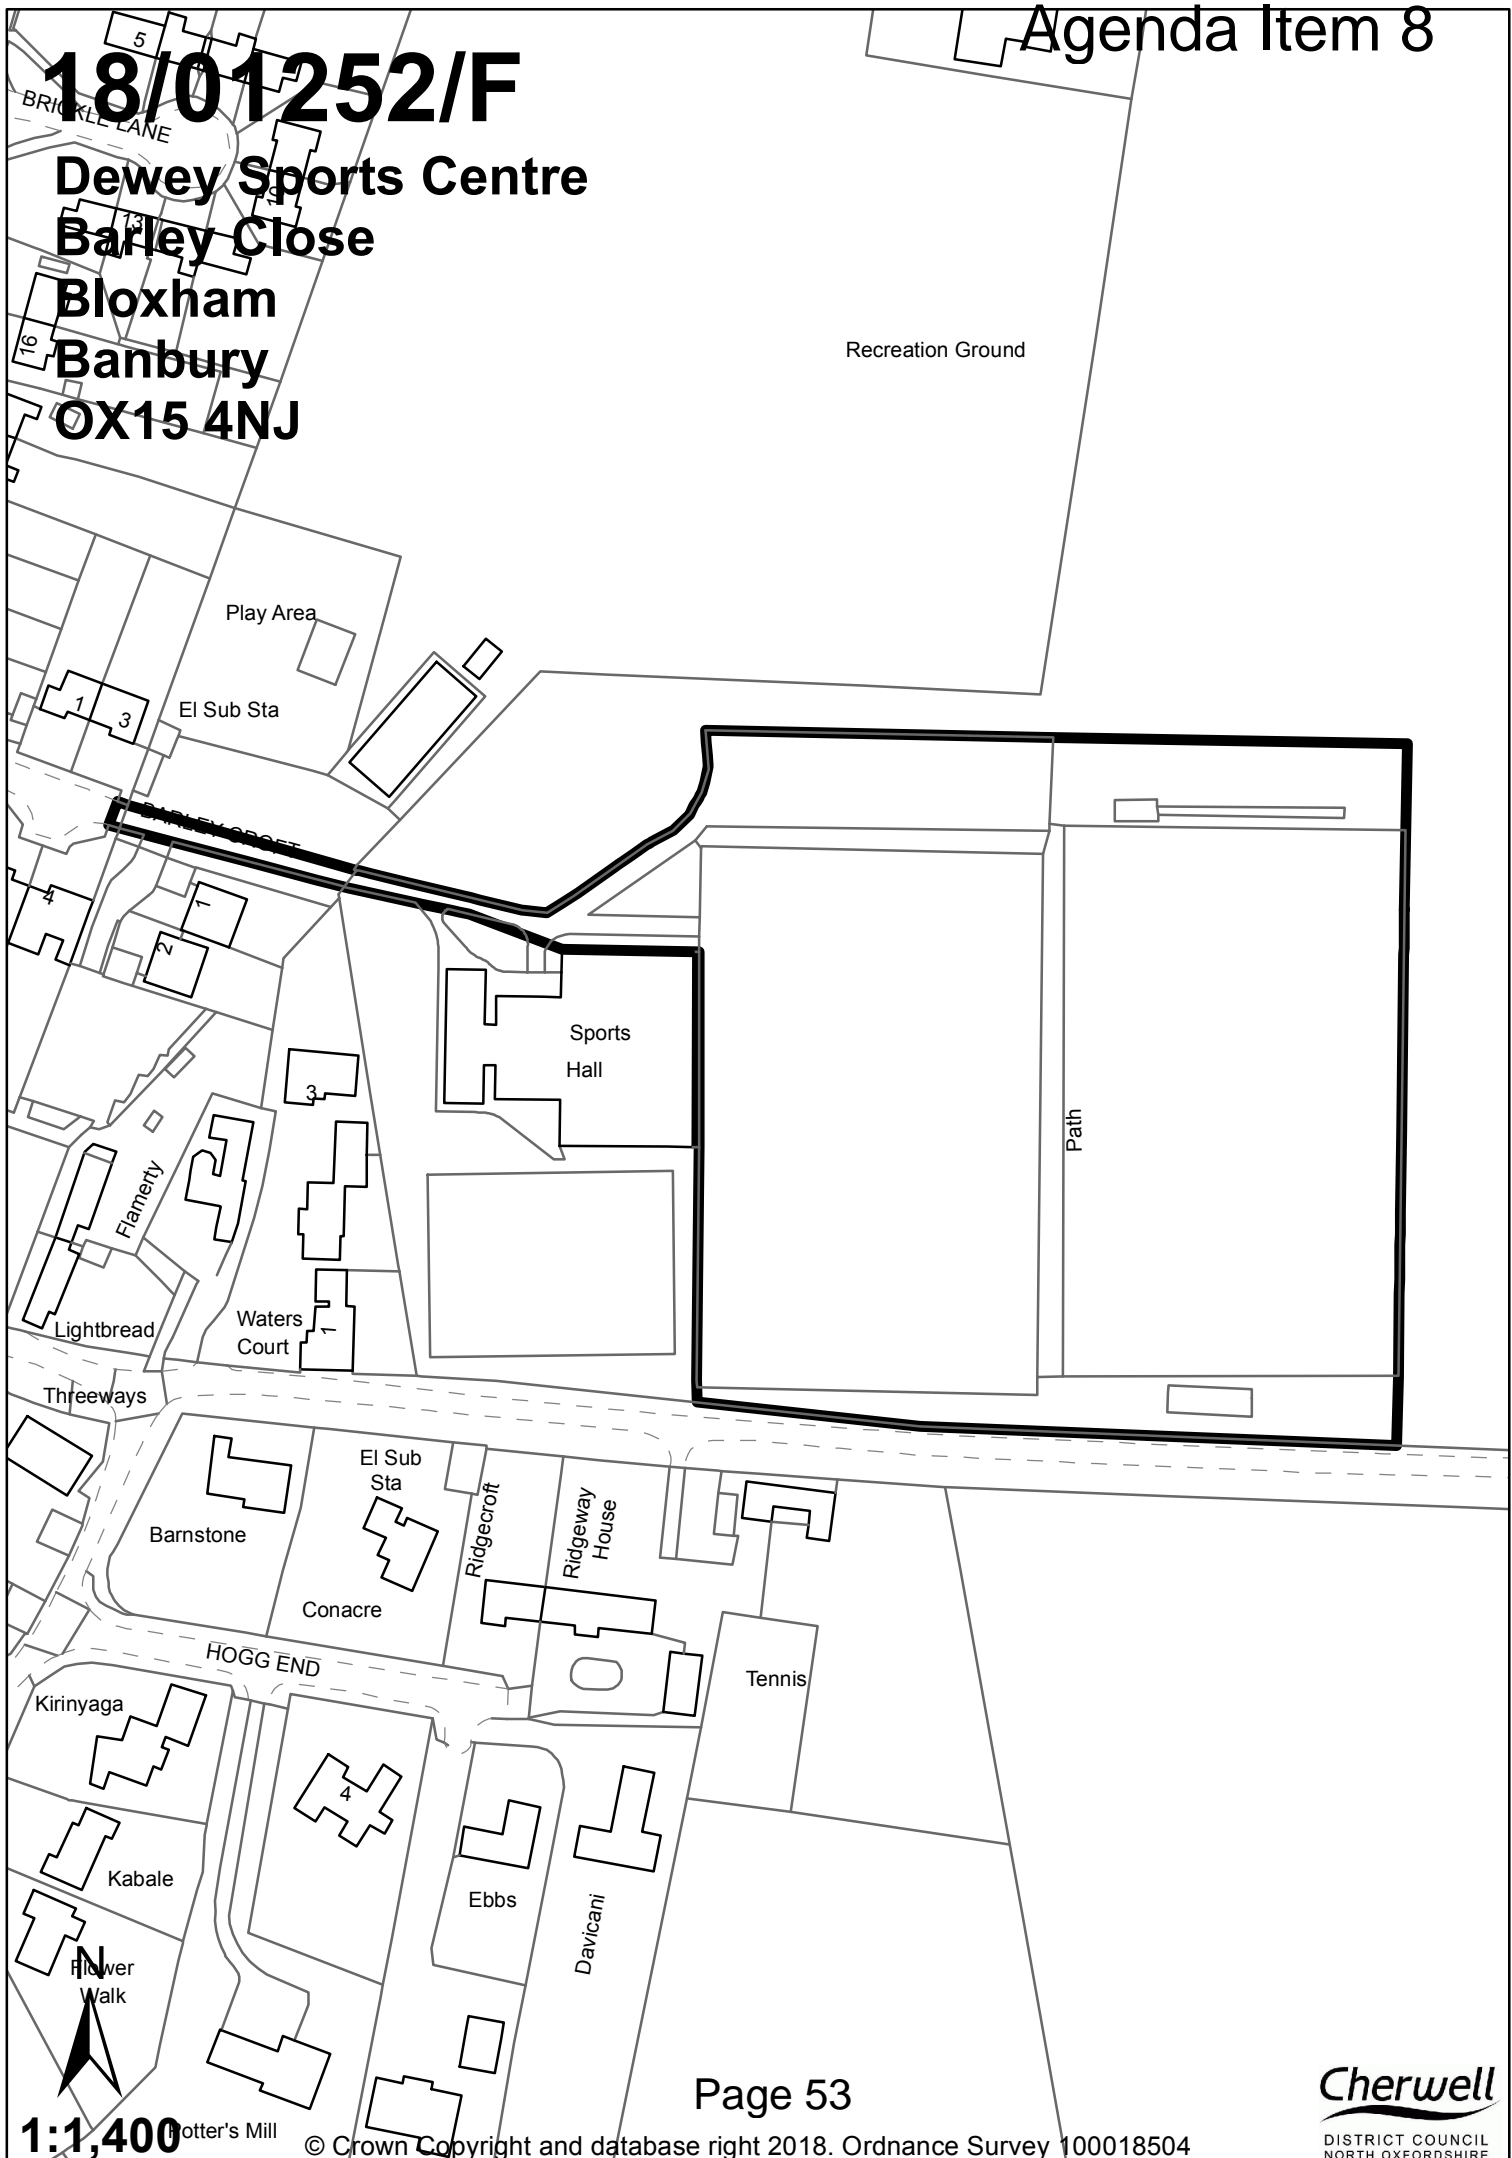 Agenda Item 8
18/01252/F
Dewey Sports Centre
Barley Close
Bloxham
Banbury
OX15 4NJ
5
BRICKLE LANE
10
13
16
Recreation Ground
Play Area
1
3
El Sub Sta
BARLEY CROFT
4
1
2
Sports
Hall
3
Path
Flamerty
Waters
Court
1
Lightbread
Threeways
El Sub
Sta
Barnstone
Ridgecroft
Ridgeway
House
Conacre
HOGG END
Tennis
Kirinyaga
4
Kabale
Ebbs
Davicani
N
Flower
Walk
Page 53
1:1,400
Potter's Mill
© Crown Copyright and database right 2018. Ordnance Survey 100018504
Cherwell
DISTRICT COUNCIL
NORTH OXFORDSHIRE